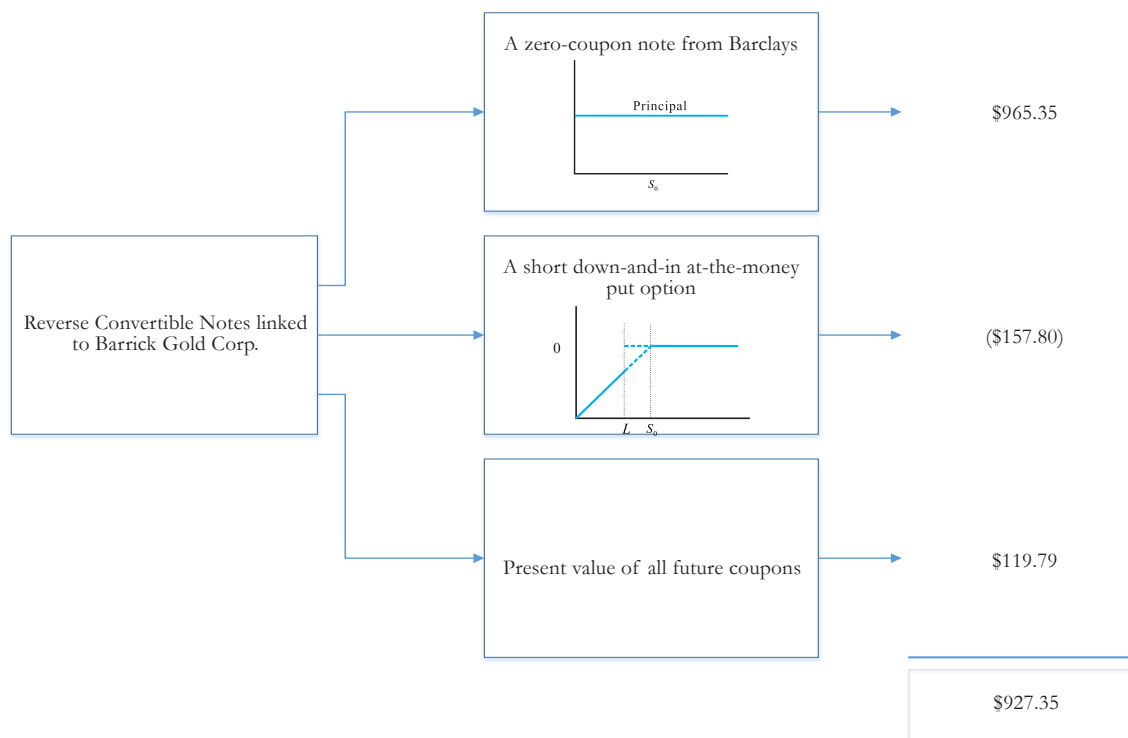 A zero-coupon note from Barclays
Principal
S₀
$965.35
Reverse Convertible Notes linked
to Barrick Gold Corp.
A short down-and-in at-the-money
put option
0
L S₀
($157.80)
Present value of all future coupons
$119.79
$927.35